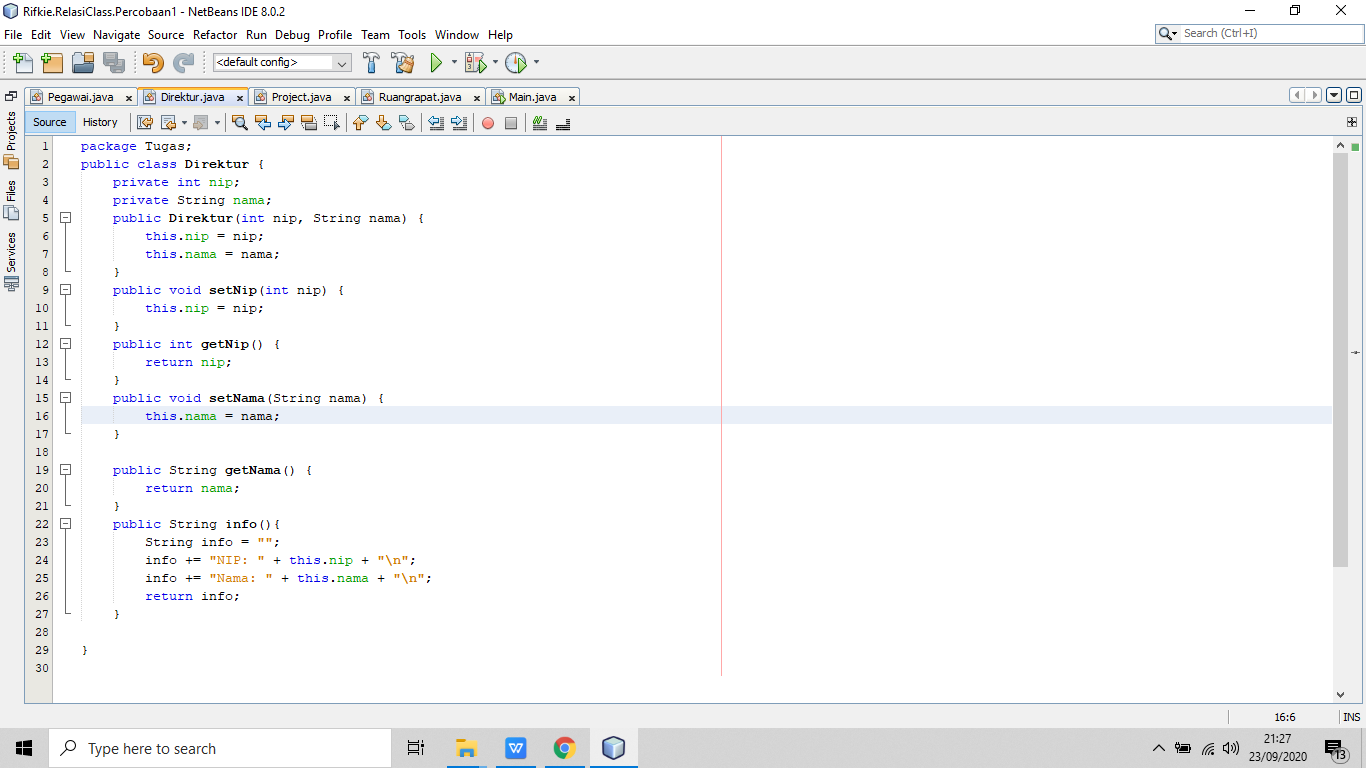 Rifkie.RelasiClass.Percobaan1 - NetBeans IDE 8.0.2
File Edit View Navigate Source Refactor Run Debug Profile Team Tools Window Help
Search (Ctrl+I)
<default config>
Pegawai.java Direktur.java Project.java Ruangrapat.java Main.java
Source History
Projects
Files
Services
1 package Tugas;
2 public class Direktur {
3 private int nip;
4 private String nama;
5 public Direktur(int nip, String nama) {
6 this.nip = nip;
7 this.nama = nama;
8 }
9 public void setNip(int nip) {
10 this.nip = nip;
11 }
12 public int getNip() {
13 return nip;
14 }
15 public void setNama(String nama) {
16 this.nama = nama;
17 }
18
19 public String getNama() {
20 return nama;
21 }
22 public String info(){
23 String info = "";
24 info += "NIP: " + this.nip + "\n";
25 info += "Nama: " + this.nama + "\n";
26 return info;
27 }
28
29 }
30
16:6 INS
Type here to search
W
21:27
23/09/2020
13